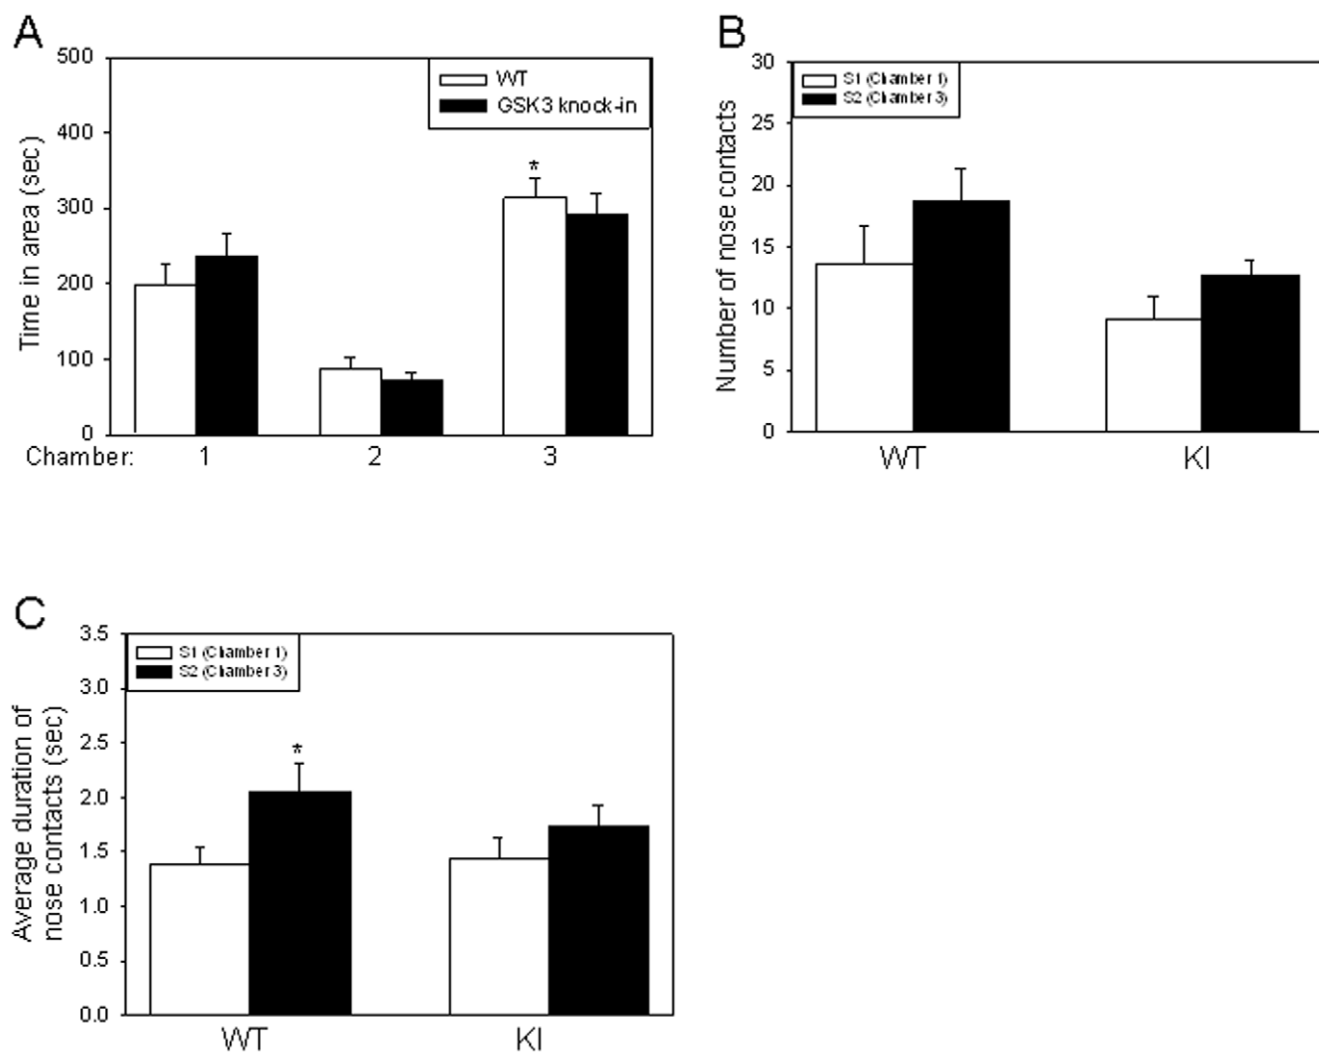 A
500
400
300
200
100
0
Time in area (sec)
WT
GSK3 knock-in
*
Chamber: 1 2 3
B
30
25
20
15
10
5
0
Number of nose contacts
S1 (Chamber 1)
S2 (Chamber 3)
WT KI
C
3.5
3.0
2.5
2.0
1.5
1.0
0.5
0.0
Average duration of
nose contacts (sec)
S1 (Chamber 1)
S2 (Chamber 3)
*
WT KI